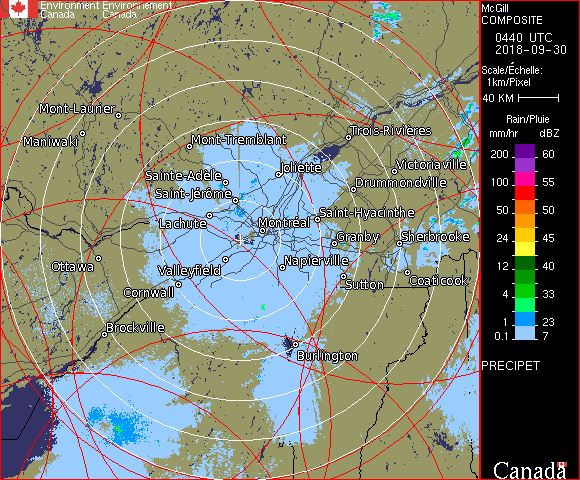 Environment Environnement
Canada Canada
McGill
COMPOSITE
0440 UTC
2018-09-30
Scale/Échelle:
1km/Pixel
40 KM
Rain/Pluie
mm/hr dBZ
200 60
100 55
50 50
24 45
12 40
4 33
1 23
0.1 7
PRECIPET
Canada
Mont-Laurier
Maniwaki
Mont-Tremblant
Trois-Rivières
Sainte-Adèle
Joliette
Victoriaville
Saint-Jérôme
Drummondville
Lachute
Saint-Hyacinthe
Montréal
Granby
Sherbrooke
Ottawa
Valleyfield
Napierville
Cornwall
Sutton
Coaticook
Brockville
Burlington